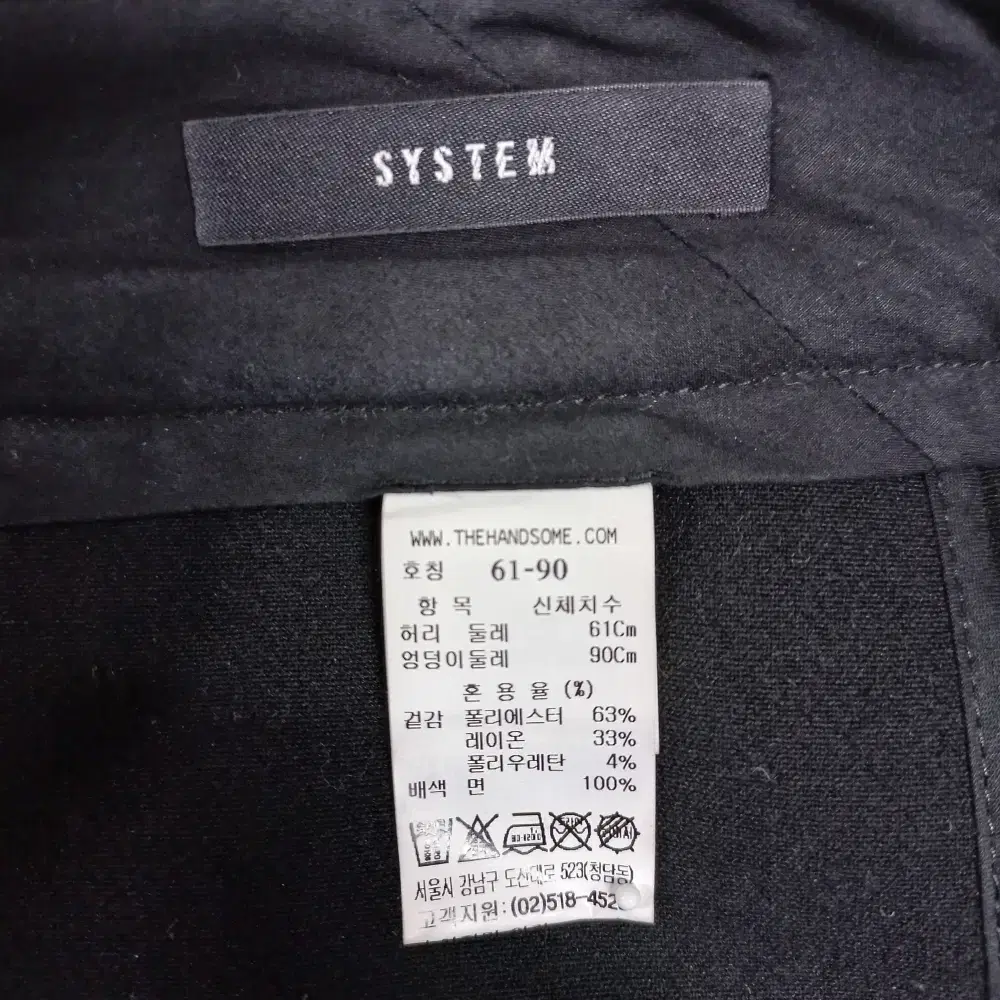 SYSTEM
WWW.THEHANDSOME.COM
호칭 61-90
항 목 신체치수
허리 둘레 61Cm
엉덩이둘레 90Cm
혼 용 율 (%)
겉감 폴리에스터 63%
레이온 33%
폴리우레탄 4%
배색 면 100%
서울시 강남구 도산대로 523(청담동)
고객지원: